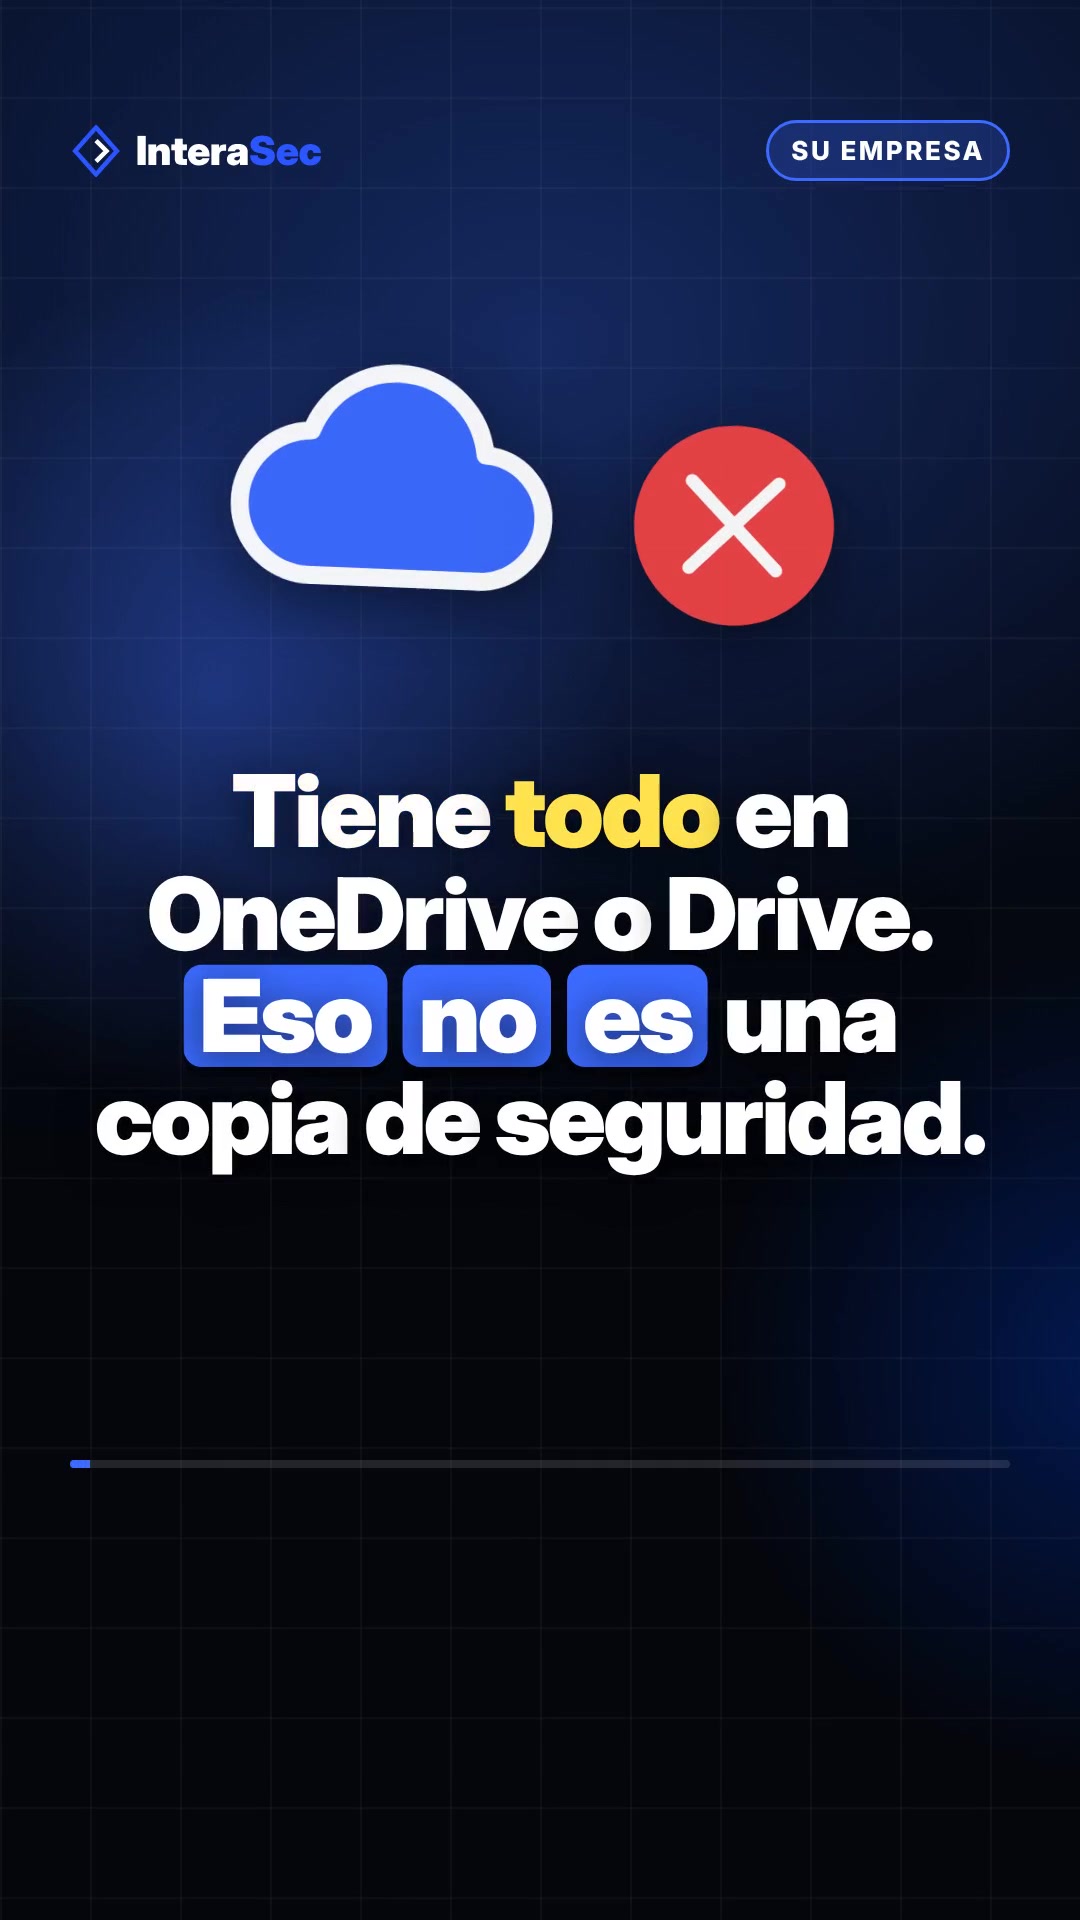 InteraSec
SU EMPRESA
Tiene todo en
OneDrive o Drive.
Eso no es una
copia de seguridad.